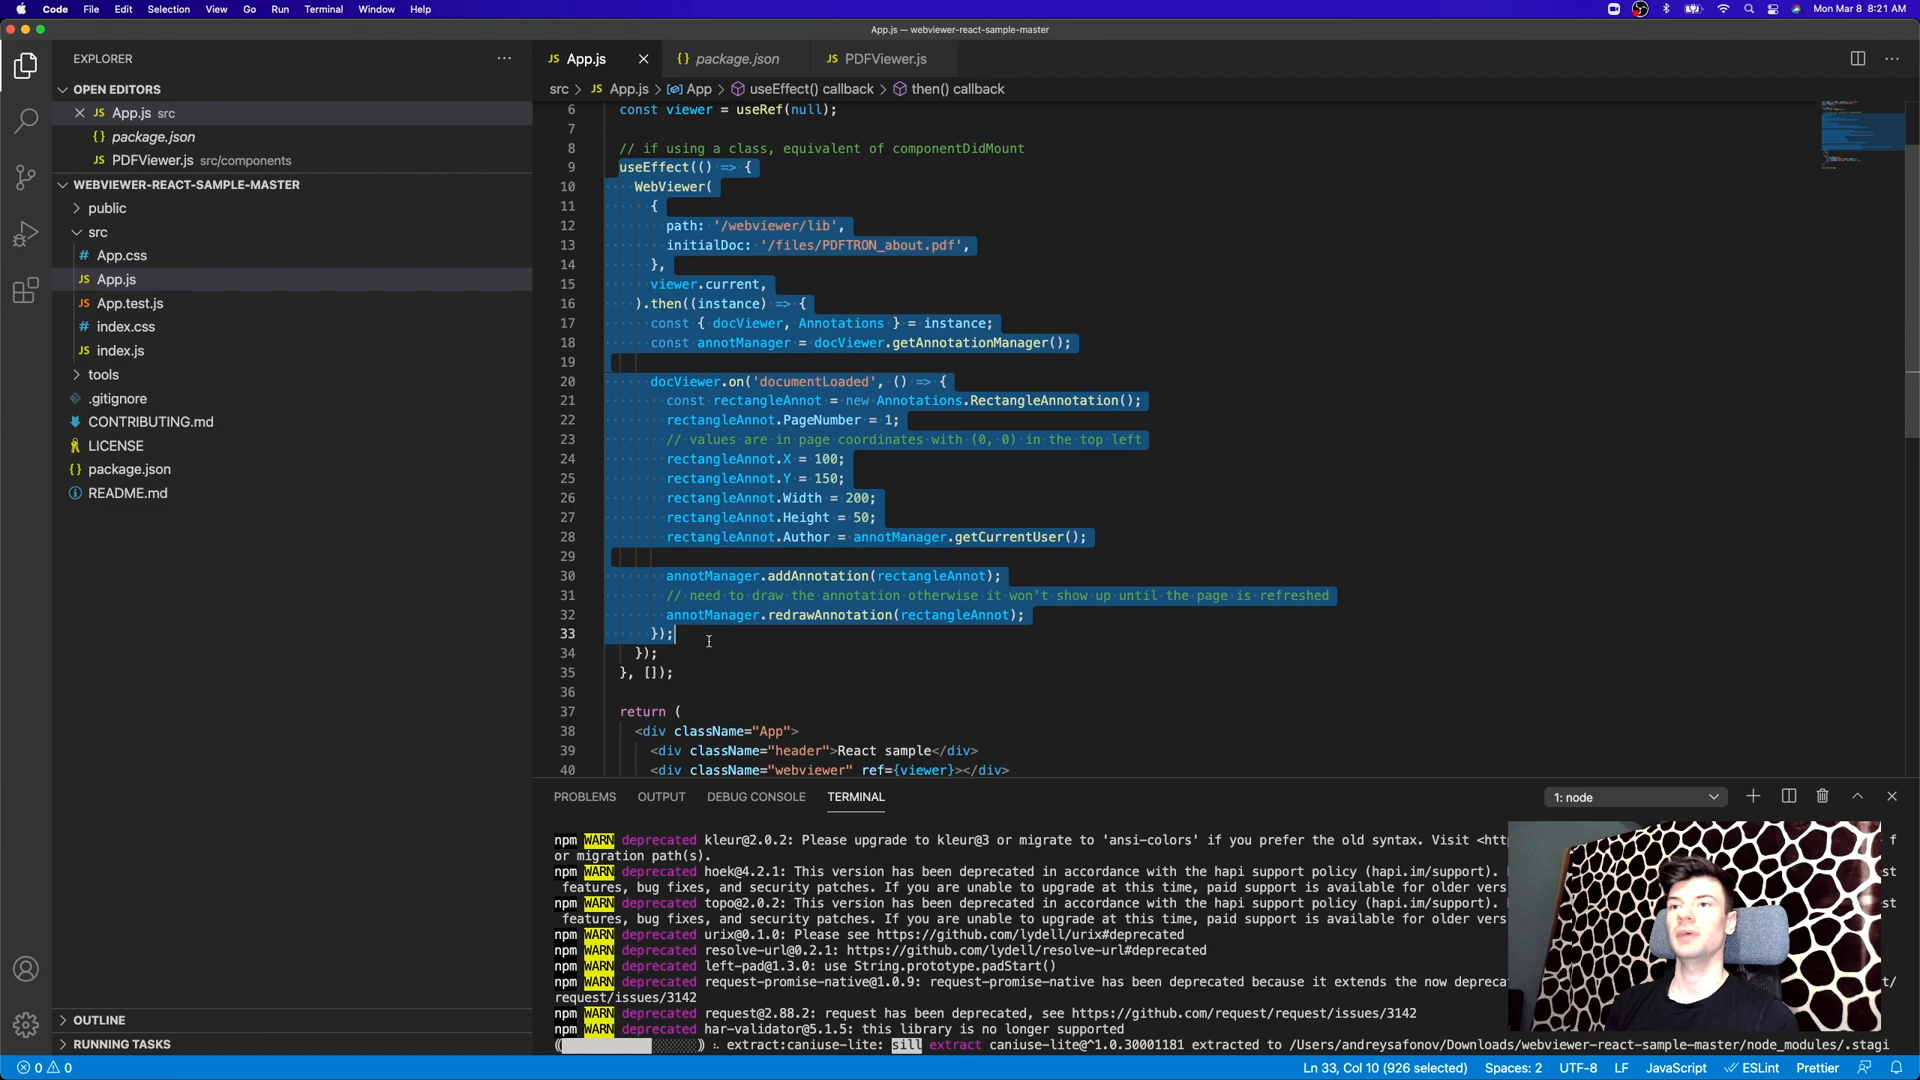 Code File Edit Selection View Go Run Terminal Window Help Mon Mar 8 8:21 AM
App.js — webviewer-react-sample-master
EXPLORER
OPEN EDITORS
App.js src
package.json
PDFViewer.js src/components
WEBVIEWER-REACT-SAMPLE-MASTER
public
src
App.css
App.js
App.test.js
index.css
index.js
tools
.gitignore
CONTRIBUTING.md
LICENSE
package.json
README.md
OUTLINE
RUNNING TASKS
App.js package.json PDFViewer.js
src > App.js > App > useEffect() callback > then() callback
6 const viewer = useRef(null);
7
8 // if using a class, equivalent of componentDidMount
9 useEffect(() => {
10 WebViewer(
11 {
12 path: '/webviewer/lib',
13 initialDoc: '/files/PDFTRON_about.pdf',
14 },
15 viewer.current,
16 ).then((instance) => {
17 const { docViewer, Annotations } = instance;
18 const annotManager = docViewer.getAnnotationManager();
19
20 docViewer.on('documentLoaded', () => {
21 const rectangleAnnot = new Annotations.RectangleAnnotation();
22 rectangleAnnot.PageNumber = 1;
23 // values are in page coordinates with (0, 0) in the top left
24 rectangleAnnot.X = 100;
25 rectangleAnnot.Y = 150;
26 rectangleAnnot.Width = 200;
27 rectangleAnnot.Height = 50;
28 rectangleAnnot.Author = annotManager.getCurrentUser();
29
30 annotManager.addAnnotation(rectangleAnnot);
31 // need to draw the annotation otherwise it won't show up until the page is refreshed
32 annotManager.redrawAnnotation(rectangleAnnot);
33 });
34 });
35 }, []);
36
37 return (
38 <div className="App">
39 <div className="header">React sample</div>
40 <div className="webviewer" ref={viewer}></div>
PROBLEMS OUTPUT DEBUG CONSOLE TERMINAL 1: node
npm WARN deprecated kleur@2.0.2: Please upgrade to kleur@3 or migrate to 'ansi-colors' if you prefer the old syntax. Visit <htt f
or migration path(s).
npm WARN deprecated hoek@4.2.1: This version has been deprecated in accordance with the hapi support policy (hapi.im/support). est
features, bug fixes, and security patches. If you are unable to upgrade at this time, paid support is available for older vers
npm WARN deprecated topo@2.0.2: This version has been deprecated in accordance with the hapi support policy (hapi.im/support). est
features, bug fixes, and security patches. If you are unable to upgrade at this time, paid support is available for older vers
npm WARN deprecated urix@0.1.0: Please see https://github.com/lydell/urix#deprecated
npm WARN deprecated resolve-url@0.2.1: https://github.com/lydell/resolve-url#deprecated
npm WARN deprecated left-pad@1.3.0: use String.prototype.padStart()
npm WARN deprecated request-promise-native@1.0.9: request-promise-native has been deprecated because it extends the now depreca t/
request/issues/3142
npm WARN deprecated request@2.88.2: request has been deprecated, see https://github.com/request/request/issues/3142
npm WARN deprecated har-validator@5.1.5: this library is no longer supported
extract:caniuse-lite: sill extract caniuse-lite@^1.0.30001181 extracted to /Users/andreysafonov/Downloads/webviewer-react-sample-master/node_modules/.stagi
0 0 Ln 33, Col 10 (926 selected) Spaces: 2 UTF-8 LF JavaScript ESLint Prettier